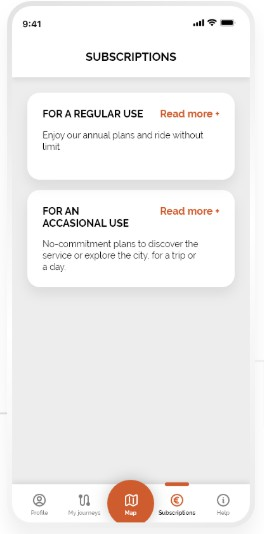 9:41
SUBSCRIPTIONS
FOR A REGULAR USE Read more +
Enjoy our annual plans and ride without
limit
FOR AN Read more +
ACCASIONAL USE
No-commitment plans to discover the
service or explore the city, for a trip or
a day.
Profile My journeys Map Subscriptions Help